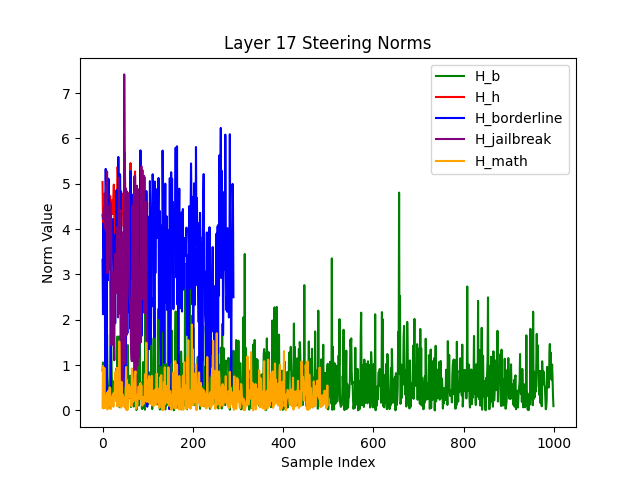 Layer 17 Steering Norms
H_b
H_h
H_borderline
H_jailbreak
H_math
Norm Value
7
6
5
4
3
2
1
0
0 200 400 600 800 1000
Sample Index